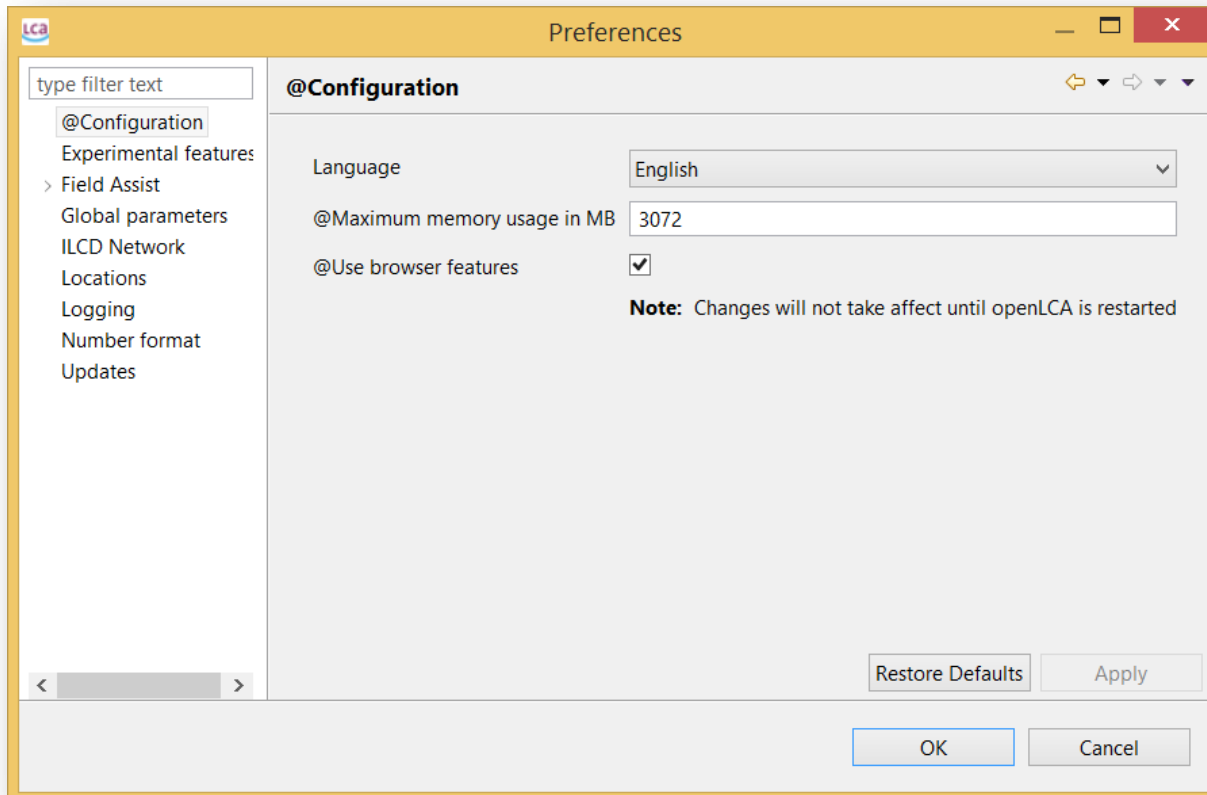 LCa
Preferences
type filter text
@Configuration
Experimental features
Field Assist
Global parameters
ILCD Network
Locations
Logging
Number format
Updates
@Configuration
Language
English
@Maximum memory usage in MB
3072
@Use browser features
Note: Changes will not take affect until openLCA is restarted
Restore Defaults
Apply
OK
Cancel